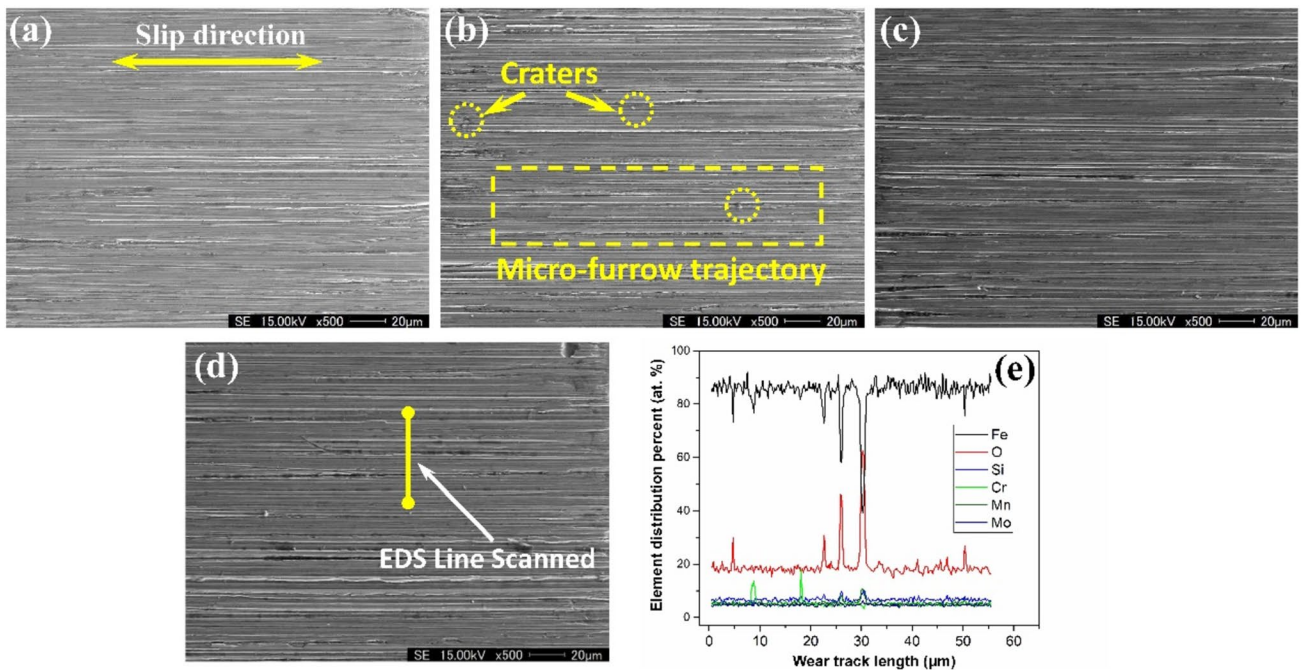 (a)
Slip direction
SE 15.00kV x500 20µm
(b)
Craters
Micro-furrow trajectory
SE 15.00kV x500 20µm
(c)
SE 15.00kV x500 20µm
(d)
EDS Line Scanned
SE 15.00kV x500 20µm
(e)
Element distribution percent (at. %)
100
80
60
40
20
0
Fe
O
Si
Cr
Mn
Mo
0 10 20 30 40 50 60
Wear track length (µm)